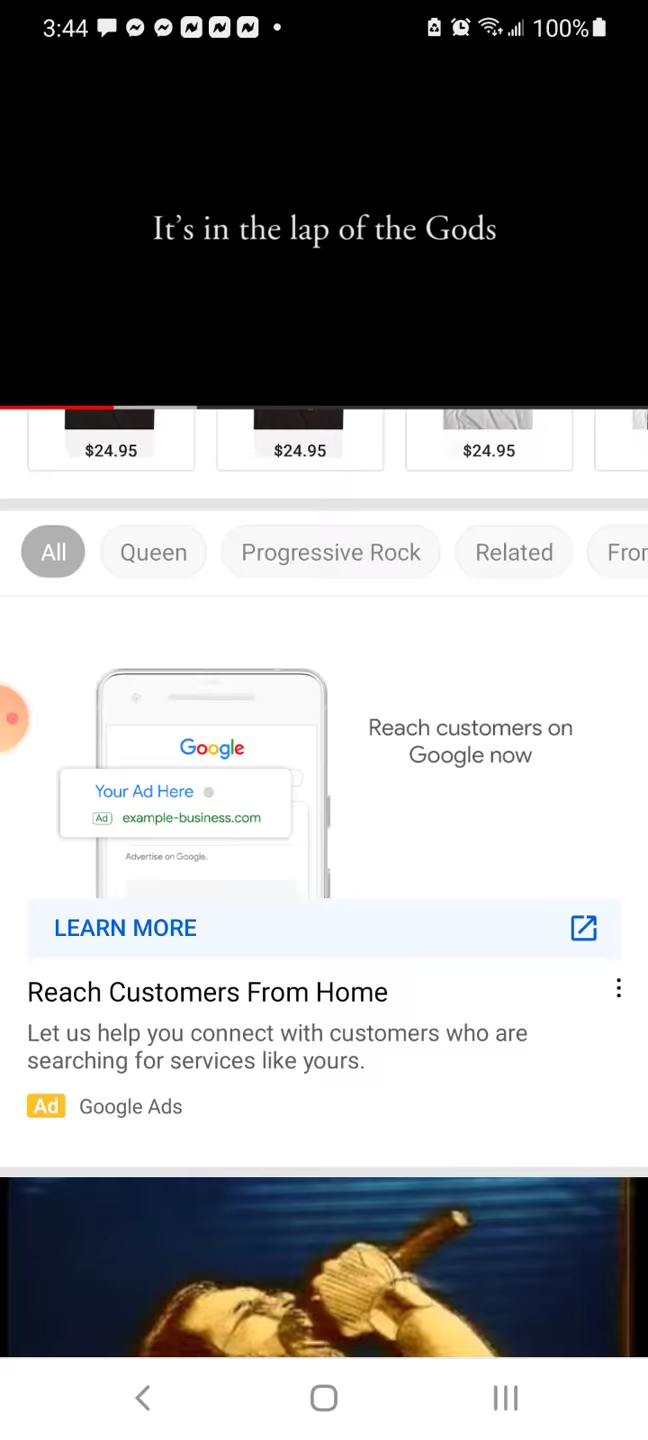 3:44 100%
It's in the lap of the Gods
$24.95 $24.95 $24.95
All Queen Progressive Rock Related Fror
Google
Your Ad Here
Ad example-business.com
Advertise on Google.
Reach customers on
Google now
LEARN MORE
Reach Customers From Home
Let us help you connect with customers who are
searching for services like yours.
Ad Google Ads